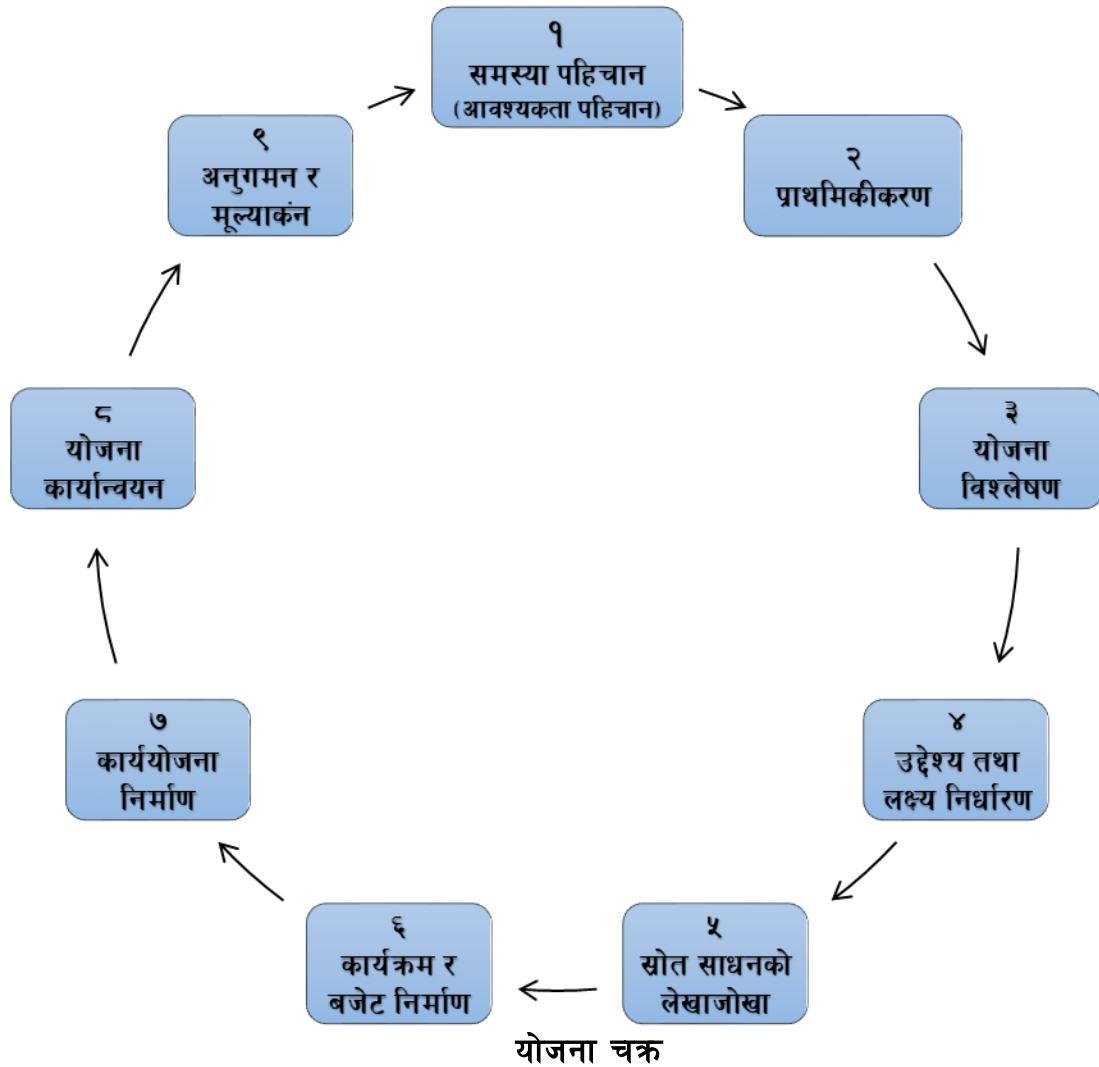 १
समस्या पहिचान
(आवश्यकता पहिचान)
२
प्राथमिकीकरण
३
योजना
विश्लेषण
४
उद्देश्य तथा
लक्ष्य निर्धारण
५
स्रोत साधनको
लेखाजोखा
६
कार्यक्रम र
बजेट निर्माण
७
कार्ययोजना
निर्माण
८
योजना
कार्यान्वयन
९
अनुगमन र
मूल्याकंन
योजना चक्र